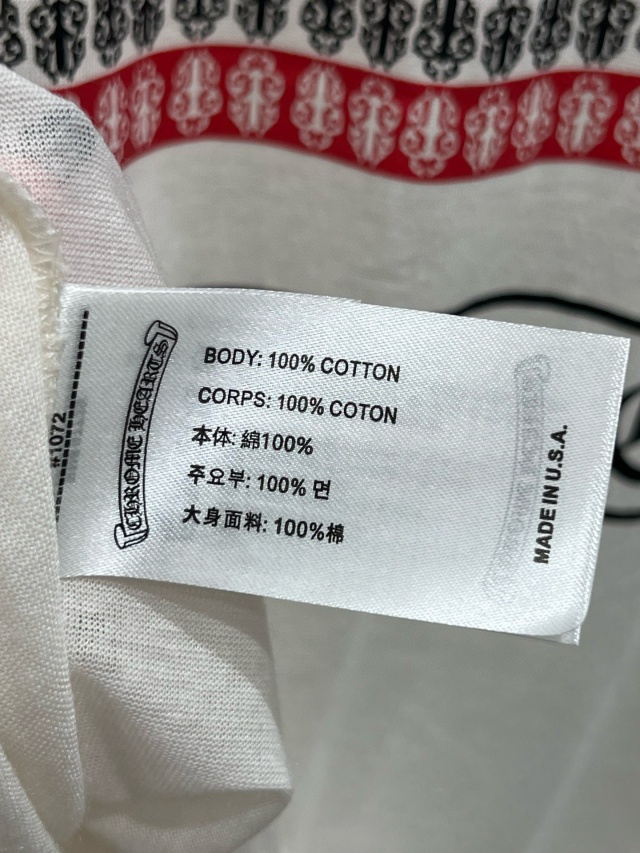 CHROME HEARTS
BODY: 100% COTTON
CORPS: 100% COTON
本体: 綿100%
주요부: 100% 면
大身面料: 100%棉
MADE IN U.S.A.
#1072